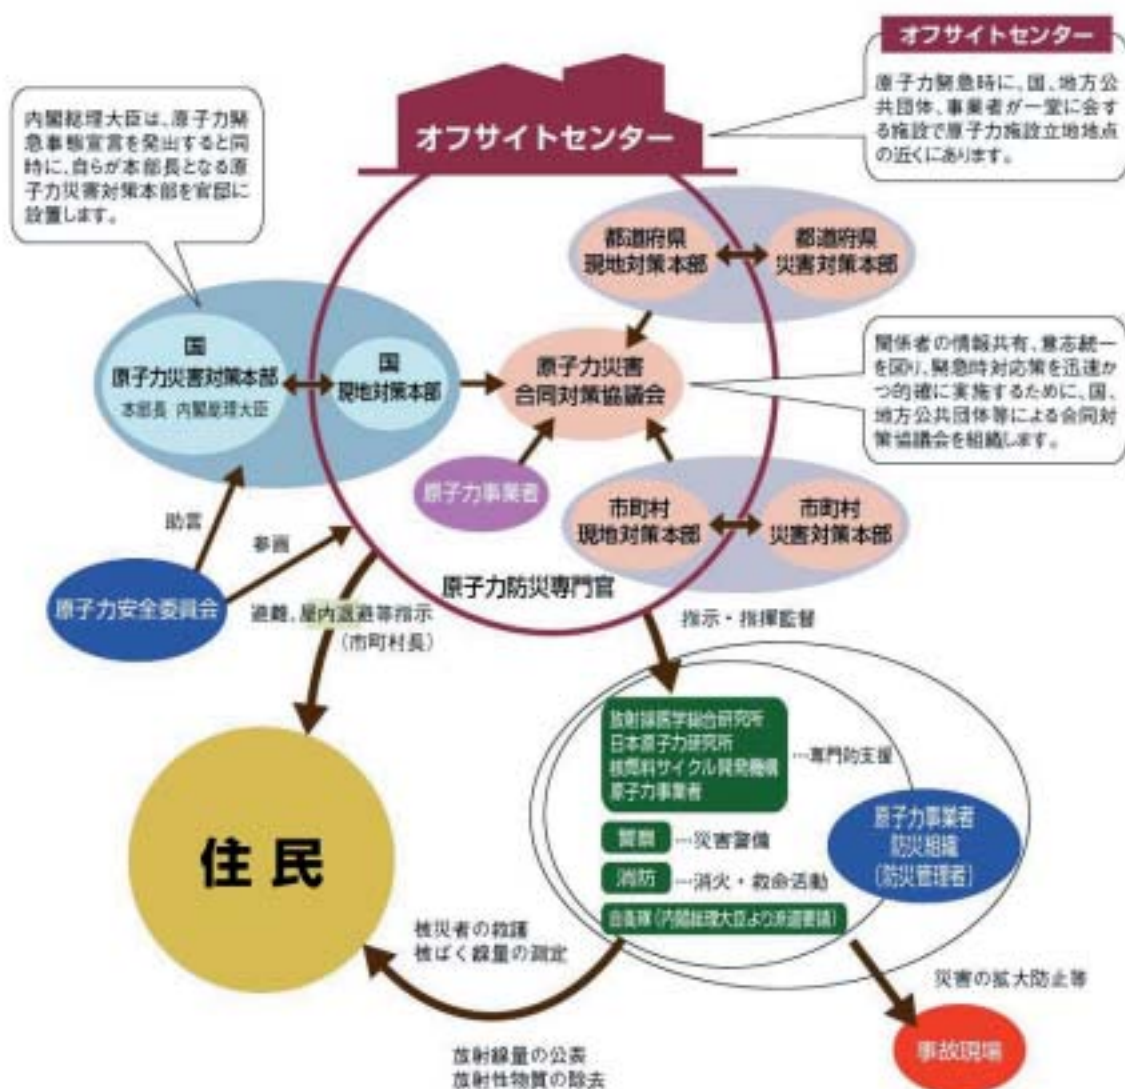 オフサイトセンター
原子力緊急時に、国、地方公
共団体、事業者が一堂に会す
る施設で原子力施設立地地点
の近くにあります。
オフサイトセンター
内閣総理大臣は、原子力緊
急事態宣言を発出すると同
時に、自らが本部長となる原
子力災害対策本部を官邸に
設置します。
都道府県
現地対策本部
都道府県
災害対策本部
国
原子力災害対策本部
本部長 内閣総理大臣
国
現地対策本部
原子力災害
合同対策協議会
関係者の情報共有、意志統一
を図り、緊急時対応策を迅速か
つ的確に実施するために、国、
地方公共団体等による合同対
策協議会を組織します。
原子力事業者
市町村
現地対策本部
市町村
災害対策本部
助言
参画
原子力安全委員会
原子力防災専門官
避難、屋内退避等指示
(市町村長)
指示・指揮監督
放射線医学総合研究所
日本原子力研究所
核燃料サイクル開発機構
原子力事業者
…専門的支援
警察 …災害警備
消防 …消火・救命活動
自衛隊(内閣総理大臣より派遣要請)
原子力事業者
防災組織
(防災管理者)
住民
被災者の救護
被ばく線量の測定
災害の拡大防止等
事故現場
放射線量の公表
放射性物質の除去